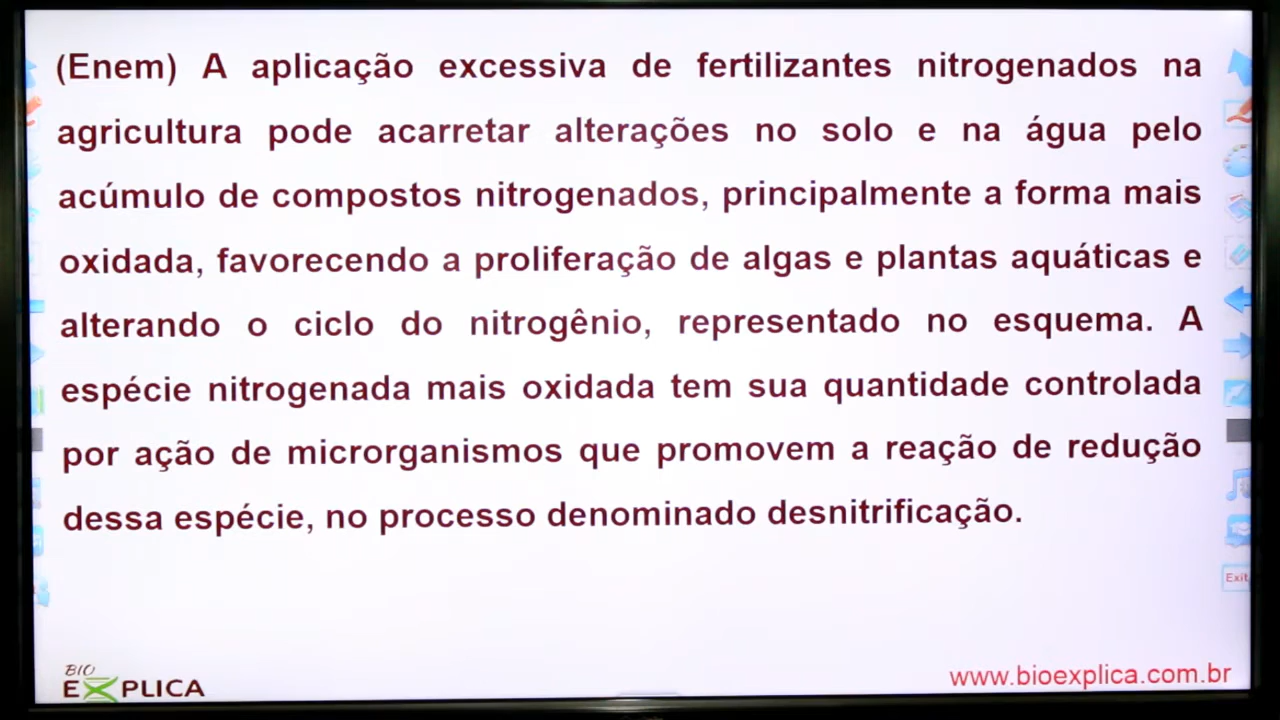 (Enem) A aplicação excessiva de fertilizantes nitrogenados na
agricultura pode acarretar alterações no solo e na água pelo
acúmulo de compostos nitrogenados, principalmente a forma mais
oxidada, favorecendo a proliferação de algas e plantas aquáticas e
alterando o ciclo do nitrogênio, representado no esquema. A
espécie nitrogenada mais oxidada tem sua quantidade controlada
por ação de microrganismos que promovem a reação de redução
dessa espécie, no processo denominado desnitrificação.
Exit
BIO
EXPLICA
www.bioexplica.com.br